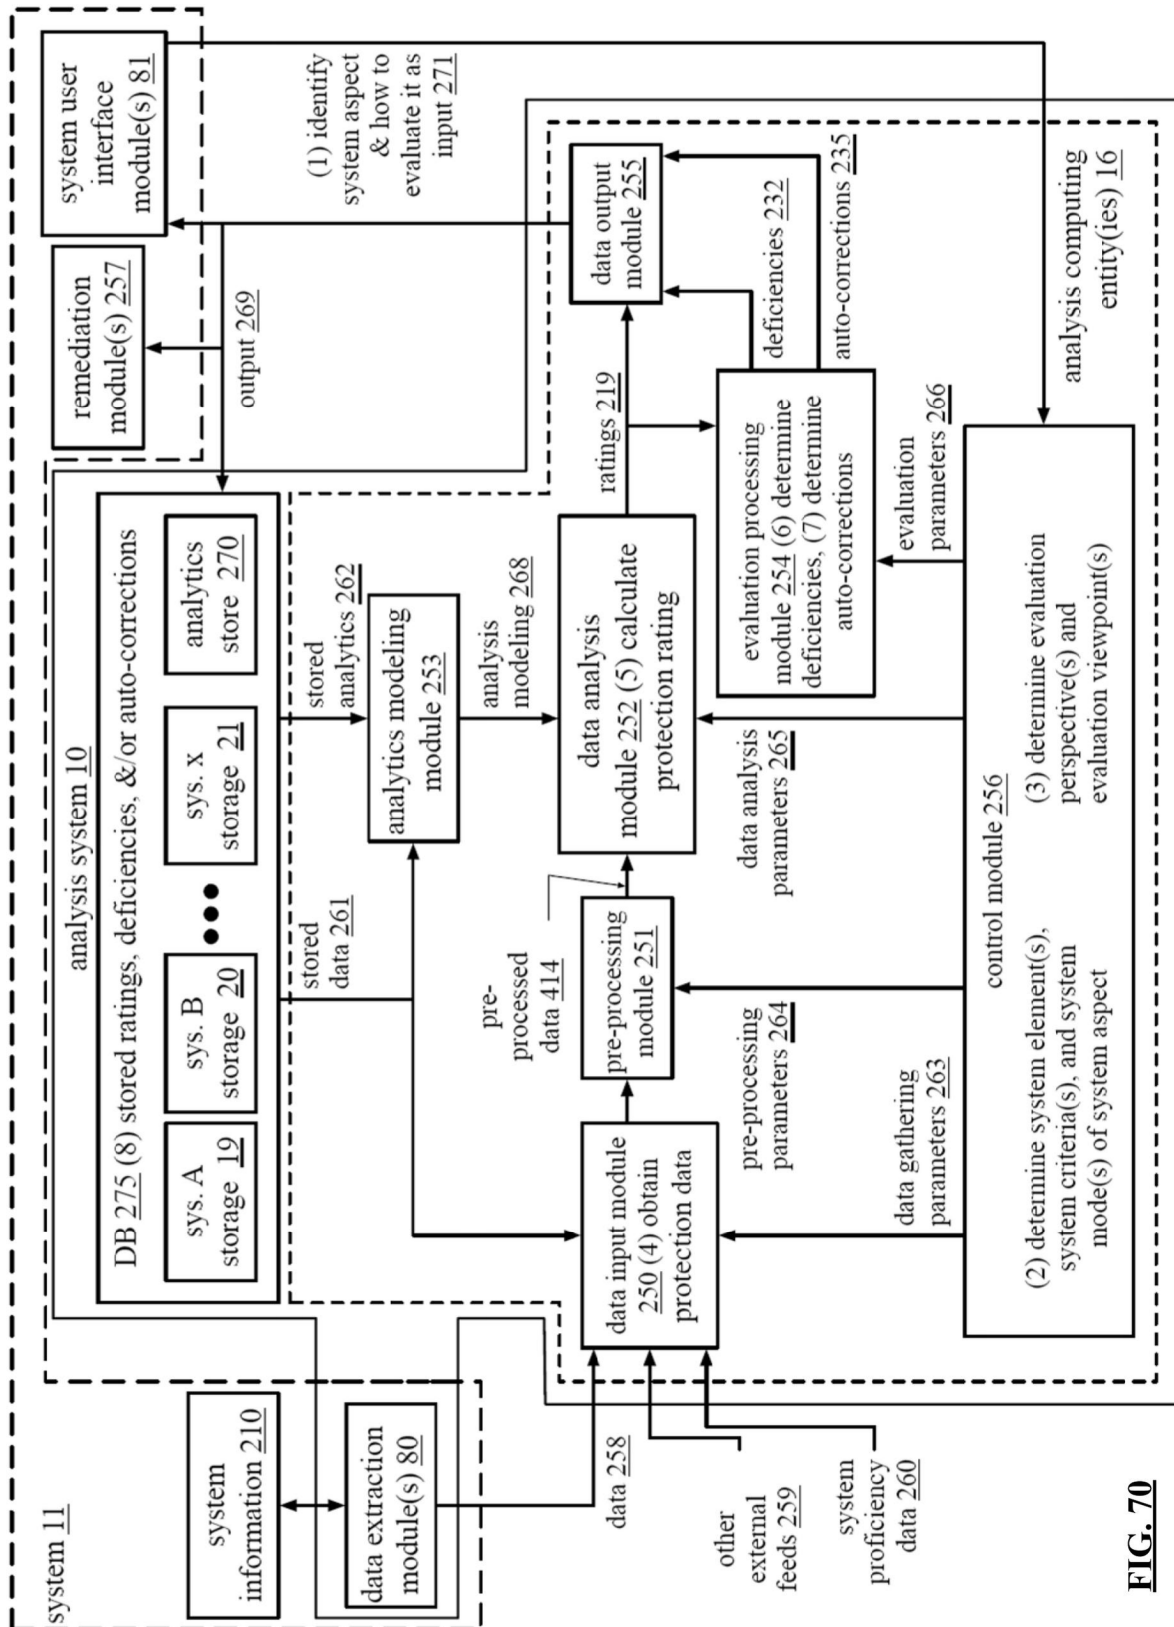 system 11
system
information 210
data extraction
module(s) 80
analysis system 10
DB 275 (8) stored ratings, deficiencies, &/or auto-corrections
sys. A
storage 19
sys. B
storage 20
sys. x
storage 21
analytics
store 270
remediation
module(s) 257
system user
interface
module(s) 81
output 269
(1) identify
system aspect
& how to
evaluate it as
input 271
stored
data 261
stored
analytics 262
analytics modeling
module 253
analysis
modeling 268
data 258
other
external
feeds 259
system
proficiency
data 260
data input module
250 (4) obtain
protection data
pre-
processed
data 414
pre-processing
module 251
data analysis
module 252 (5) calculate
protection rating
ratings 219
data output
module 255
deficiencies 232
auto-corrections 235
evaluation processing
module 254 (6) determine
deficiencies, (7) determine
auto-corrections
data gathering
parameters 263
pre-processing
parameters 264
data analysis
parameters 265
evaluation
parameters 266
analysis computing
entity(ies) 16
control module 256
(2) determine system element(s),
system criteria(s), and system
mode(s) of system aspect
(3) determine evaluation
perspective(s) and
evaluation viewpoint(s)
FIG. 70